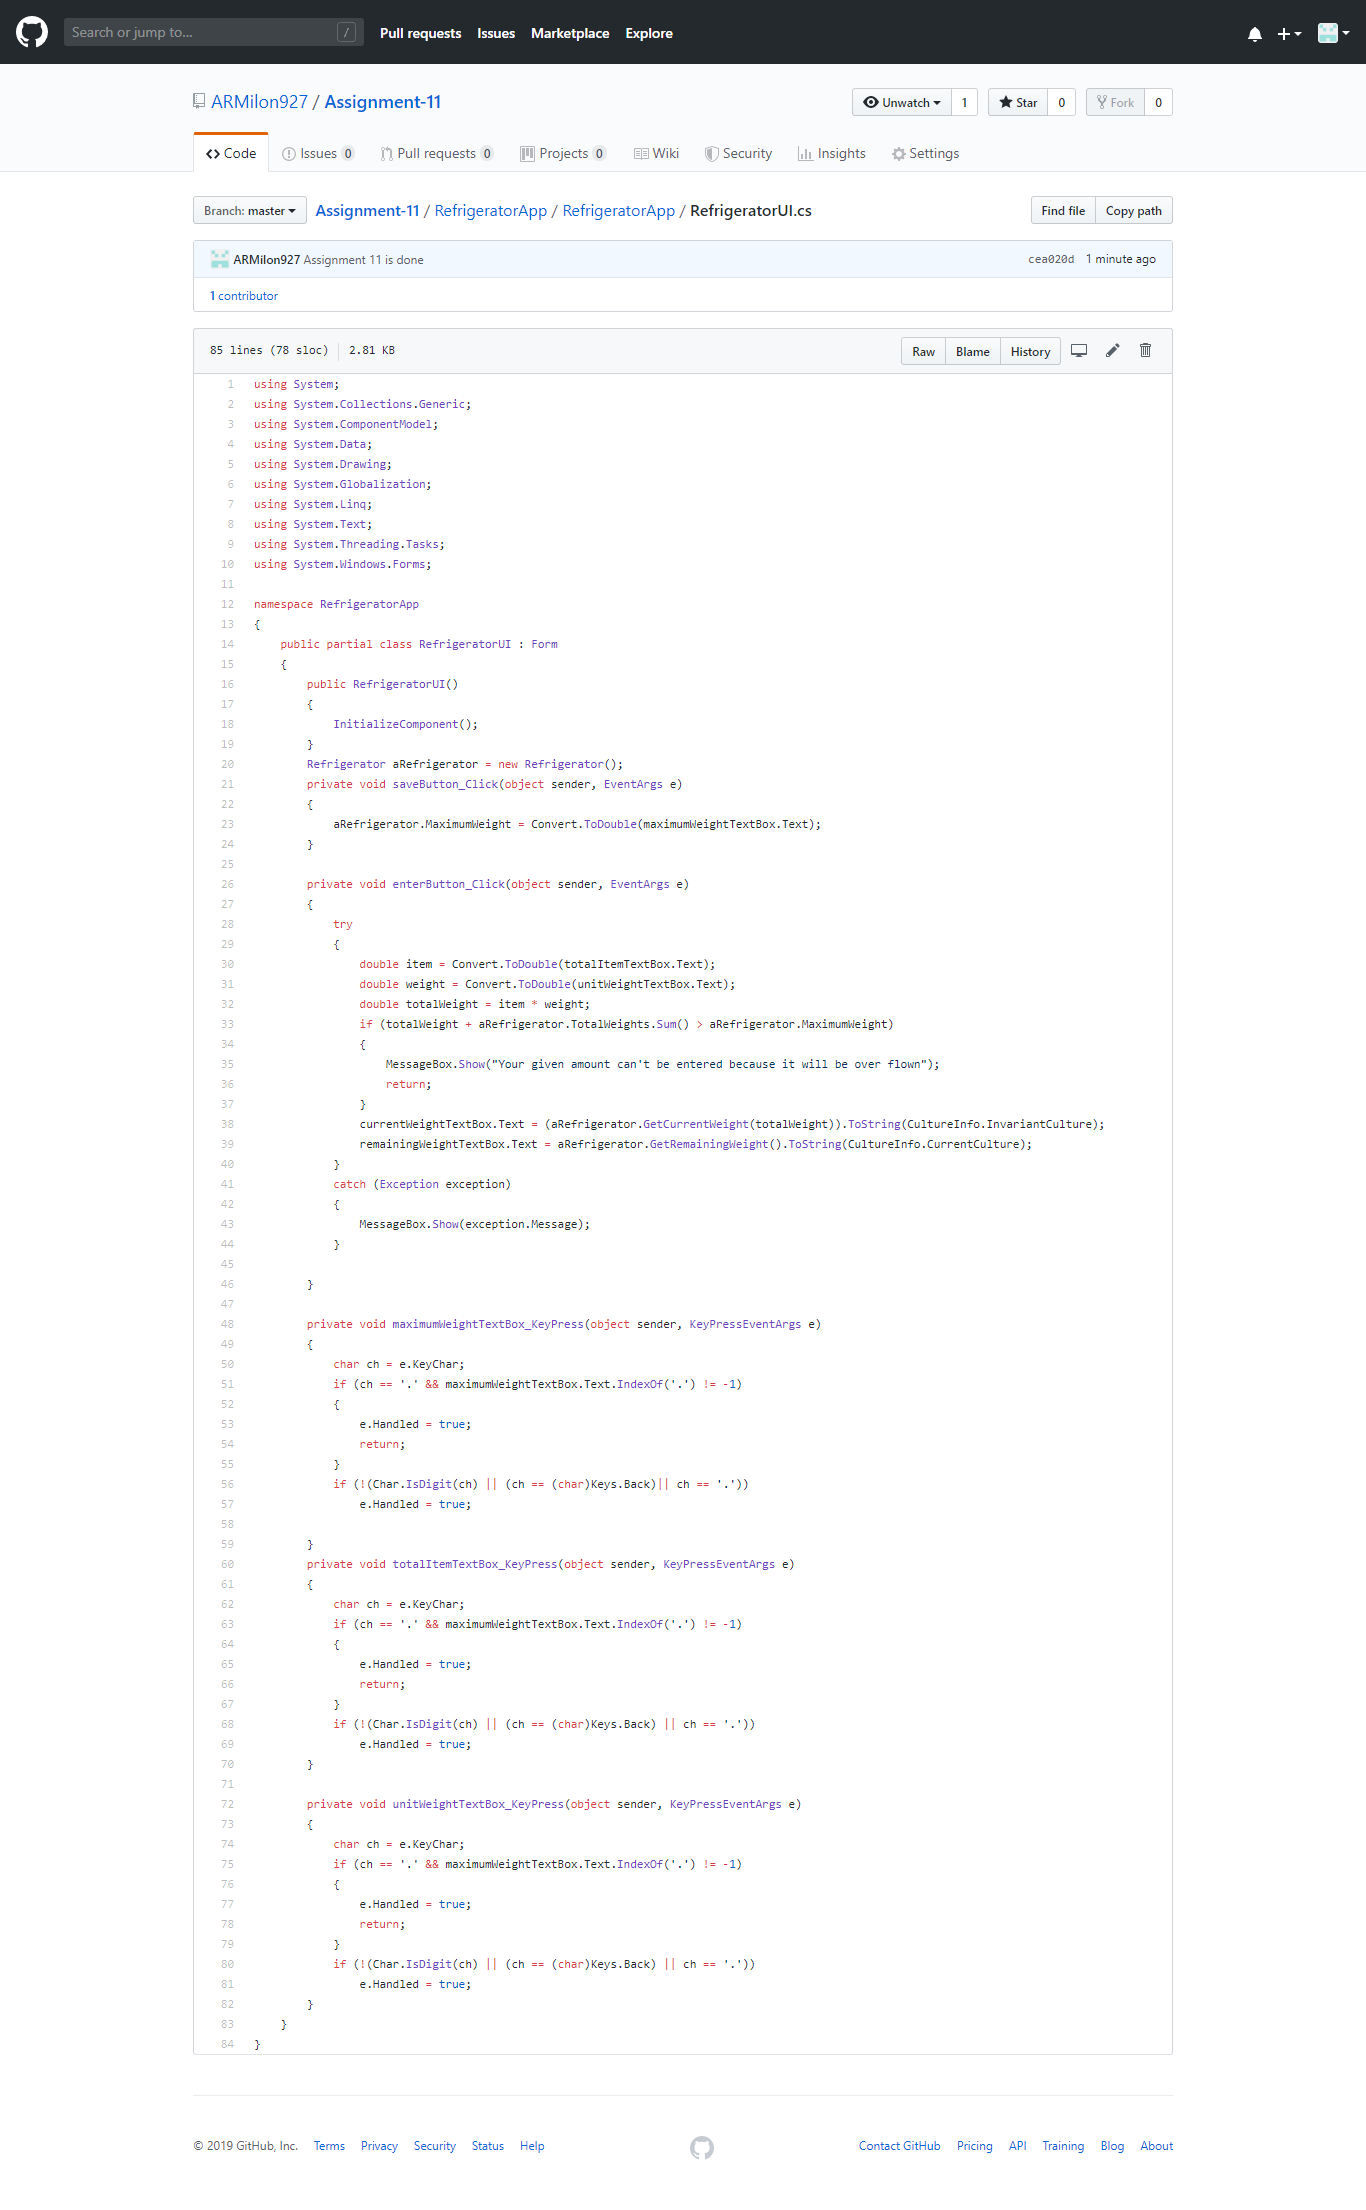 Search or jump to... /
Pull requests Issues Marketplace Explore
ARMilon927 / Assignment-11
Unwatch 1 Star 0 Fork 0
Code Issues 0 Pull requests 0 Projects 0 Wiki Security Insights Settings
Branch: master Assignment-11 / RefrigeratorApp / RefrigeratorApp / RefrigeratorUI.cs Find file Copy path
ARMilon927 Assignment 11 is done cea020d 1 minute ago
1 contributor
85 lines (78 sloc) 2.81 KB Raw Blame History
1 using System;
2 using System.Collections.Generic;
3 using System.ComponentModel;
4 using System.Data;
5 using System.Drawing;
6 using System.Globalization;
7 using System.Linq;
8 using System.Text;
9 using System.Threading.Tasks;
10 using System.Windows.Forms;
11
12 namespace RefrigeratorApp
13 {
14     public partial class RefrigeratorUI : Form
15     {
16         public RefrigeratorUI()
17         {
18             InitializeComponent();
19         }
20         Refrigerator aRefrigerator = new Refrigerator();
21         private void saveButton_Click(object sender, EventArgs e)
22         {
23             aRefrigerator.MaximumWeight = Convert.ToDouble(maximumWeightTextBox.Text);
24         }
25
26         private void enterButton_Click(object sender, EventArgs e)
27         {
28             try
29             {
30                 double item = Convert.ToDouble(totalItemTextBox.Text);
31                 double weight = Convert.ToDouble(unitWeightTextBox.Text);
32                 double totalWeight = item * weight;
33                 if (totalWeight + aRefrigerator.TotalWeights.Sum() > aRefrigerator.MaximumWeight)
34                 {
35                     MessageBox.Show("Your given amount can't be entered because it will be over flown");
36                     return;
37                 }
38                 currentWeightTextBox.Text = (aRefrigerator.GetCurrentWeight(totalWeight)).ToString(CultureInfo.InvariantCulture);
39                 remainingWeightTextBox.Text = aRefrigerator.GetRemainingWeight().ToString(CultureInfo.CurrentCulture);
40             }
41             catch (Exception exception)
42             {
43                 MessageBox.Show(exception.Message);
44             }
45
46         }
47
48         private void maximumWeightTextBox_KeyPress(object sender, KeyPressEventArgs e)
49         {
50             char ch = e.KeyChar;
51             if (ch == '.' && maximumWeightTextBox.Text.IndexOf('.') != -1)
52             {
53                 e.Handled = true;
54                 return;
55             }
56             if (!(Char.IsDigit(ch) || (ch == (char)Keys.Back)|| ch == '.'))
57                 e.Handled = true;
58
59         }
60         private void totalItemTextBox_KeyPress(object sender, KeyPressEventArgs e)
61         {
62             char ch = e.KeyChar;
63             if (ch == '.' && maximumWeightTextBox.Text.IndexOf('.') != -1)
64             {
65                 e.Handled = true;
66                 return;
67             }
68             if (!(Char.IsDigit(ch) || (ch == (char)Keys.Back) || ch == '.'))
69                 e.Handled = true;
70         }
71
72         private void unitWeightTextBox_KeyPress(object sender, KeyPressEventArgs e)
73         {
74             char ch = e.KeyChar;
75             if (ch == '.' && maximumWeightTextBox.Text.IndexOf('.') != -1)
76             {
77                 e.Handled = true;
78                 return;
79             }
80             if (!(Char.IsDigit(ch) || (ch == (char)Keys.Back) || ch == '.'))
81                 e.Handled = true;
82         }
83     }
84 }
© 2019 GitHub, Inc. Terms Privacy Security Status Help Contact GitHub Pricing API Training Blog About